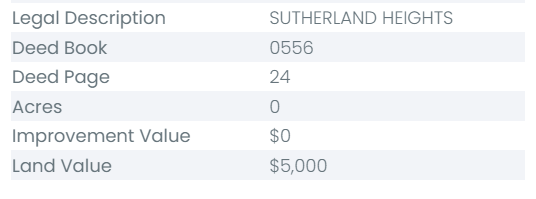 Legal Description SUTHERLAND HEIGHTS
Deed Book 0556
Deed Page 24
Acres 0
Improvement Value $0
Land Value $5,000